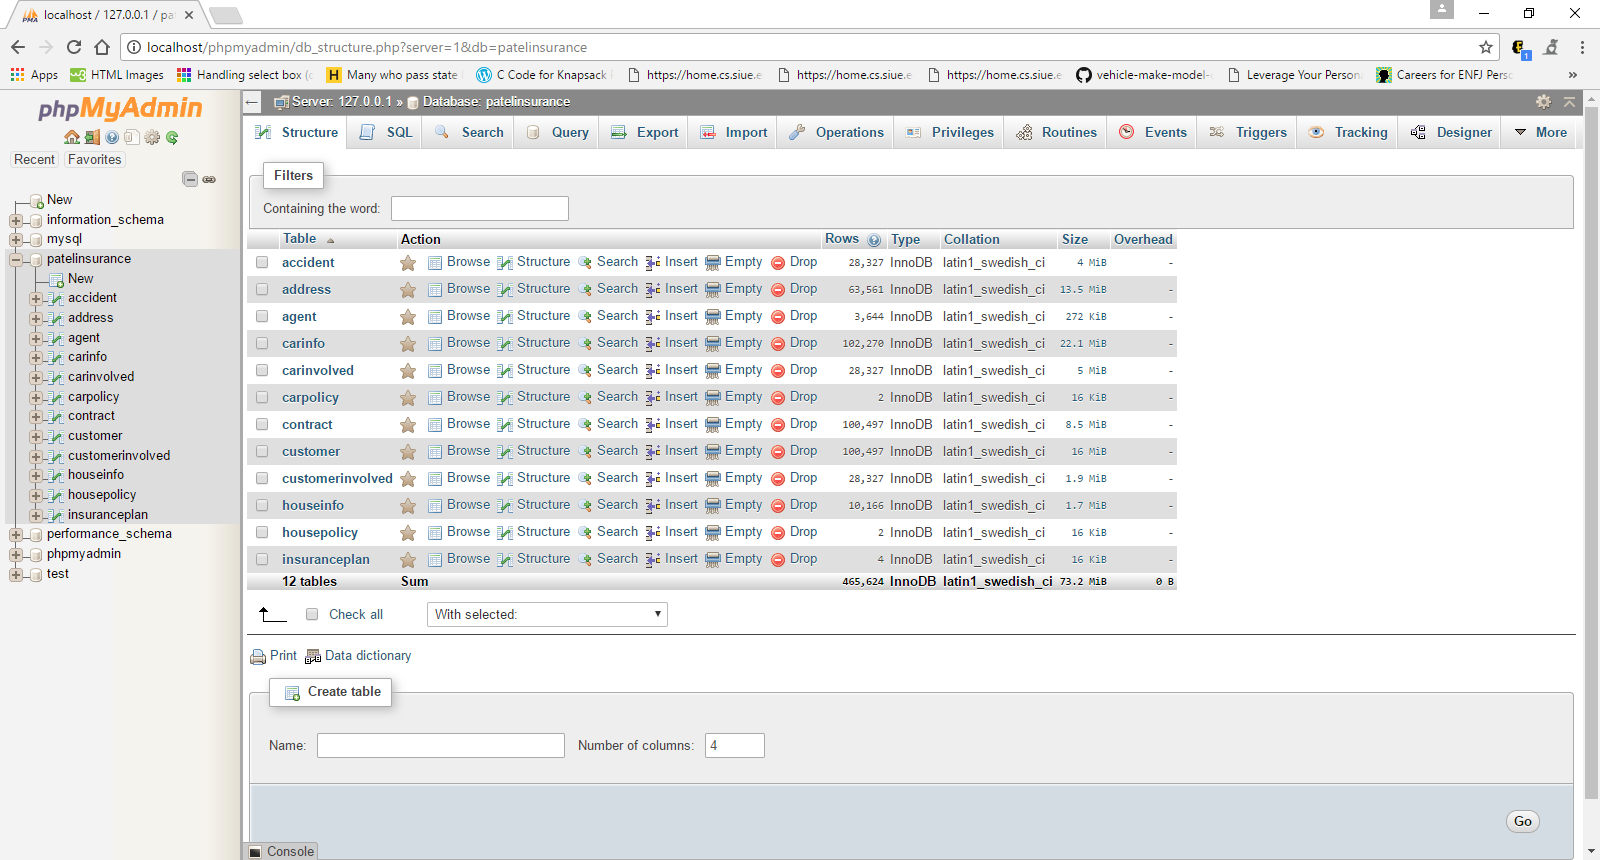 localhost / 127.0.0.1 / pa
localhost/phpmyadmin/db_structure.php?server=1&db=patelinsurance
1
Apps HTML Images Handling select box (c Many who pass state C Code for Knapsack https://home.cs.siue.e https://home.cs.siue.e https://home.cs.siue.e vehicle-make-model- Leverage Your Persona Careers for ENFJ Perso »
phpMyAdmin
Recent Favorites
New
information_schema
mysql
patelinsurance
New
accident
address
agent
carinfo
carinvolved
carpolicy
contract
customer
customerinvolved
houseinfo
housepolicy
insuranceplan
performance_schema
phpmyadmin
test
Server: 127.0.0.1 » Database: patelinsurance
Structure SQL Search Query Export Import Operations Privileges Routines Events Triggers Tracking Designer More
Filters
Containing the word:
Table Action Rows Type Collation Size Overhead
accident Browse Structure Search Insert Empty Drop 28,327 InnoDB latin1_swedish_ci 4 MiB -
address Browse Structure Search Insert Empty Drop 63,561 InnoDB latin1_swedish_ci 13.5 MiB -
agent Browse Structure Search Insert Empty Drop 3,644 InnoDB latin1_swedish_ci 272 KiB -
carinfo Browse Structure Search Insert Empty Drop 102,270 InnoDB latin1_swedish_ci 22.1 MiB -
carinvolved Browse Structure Search Insert Empty Drop 28,327 InnoDB latin1_swedish_ci 5 MiB -
carpolicy Browse Structure Search Insert Empty Drop 2 InnoDB latin1_swedish_ci 16 KiB -
contract Browse Structure Search Insert Empty Drop 100,497 InnoDB latin1_swedish_ci 8.5 MiB -
customer Browse Structure Search Insert Empty Drop 100,497 InnoDB latin1_swedish_ci 16 MiB -
customerinvolved Browse Structure Search Insert Empty Drop 28,327 InnoDB latin1_swedish_ci 1.9 MiB -
houseinfo Browse Structure Search Insert Empty Drop 10,166 InnoDB latin1_swedish_ci 1.7 MiB -
housepolicy Browse Structure Search Insert Empty Drop 2 InnoDB latin1_swedish_ci 16 KiB -
insuranceplan Browse Structure Search Insert Empty Drop 4 InnoDB latin1_swedish_ci 16 KiB -
12 tables Sum 465,624 InnoDB latin1_swedish_ci 73.2 MiB 0 B
Check all With selected:
Print Data dictionary
Create table
Name: Number of columns: 4
Go
Console